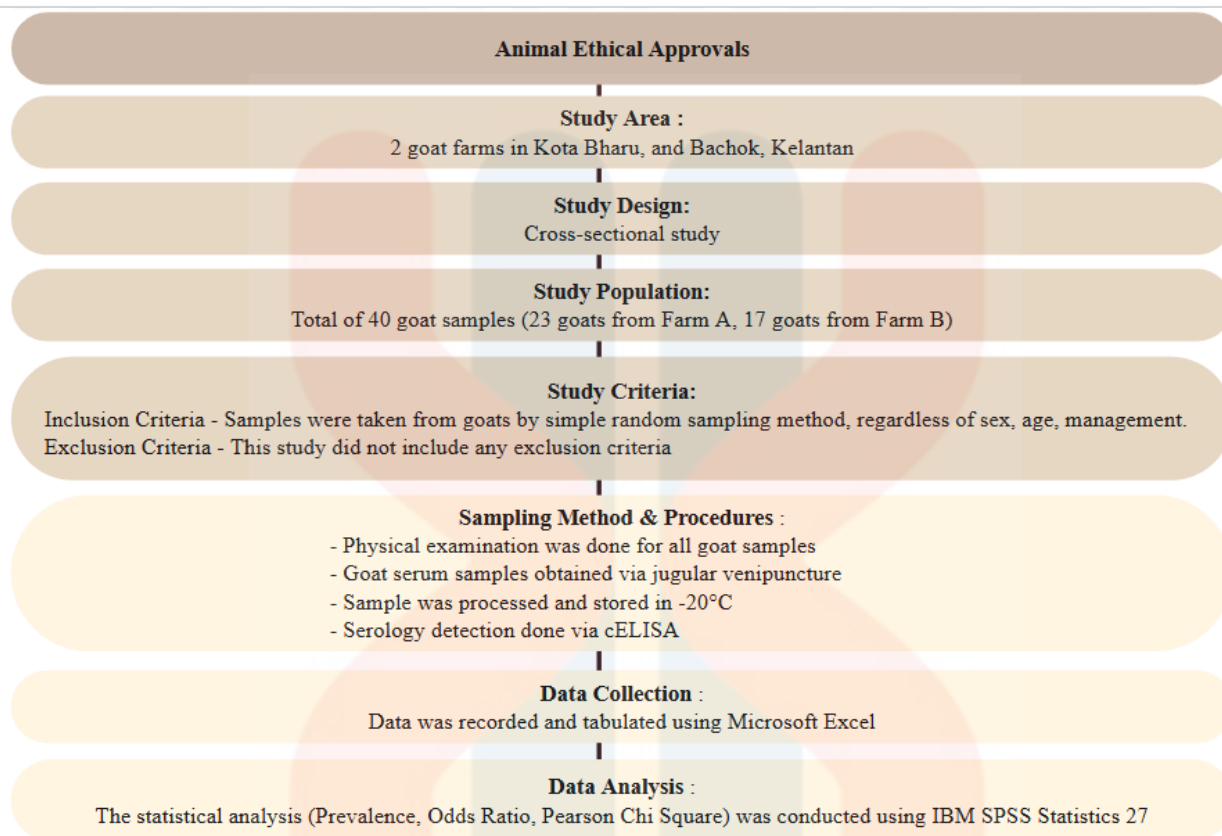 Animal Ethical Approvals
Study Area :
2 goat farms in Kota Bharu, and Bachok, Kelantan
Study Design:
Cross-sectional study
Study Population:
Total of 40 goat samples (23 goats from Farm A, 17 goats from Farm B)
Study Criteria:
Inclusion Criteria - Samples were taken from goats by simple random sampling method, regardless of sex, age, management.
Exclusion Criteria - This study did not include any exclusion criteria
Sampling Method & Procedures :
- Physical examination was done for all goat samples
- Goat serum samples obtained via jugular venipuncture
- Sample was processed and stored in -20°C
- Serology detection done via cELISA
Data Collection :
Data was recorded and tabulated using Microsoft Excel
Data Analysis :
The statistical analysis (Prevalence, Odds Ratio, Pearson Chi Square) was conducted using IBM SPSS Statistics 27